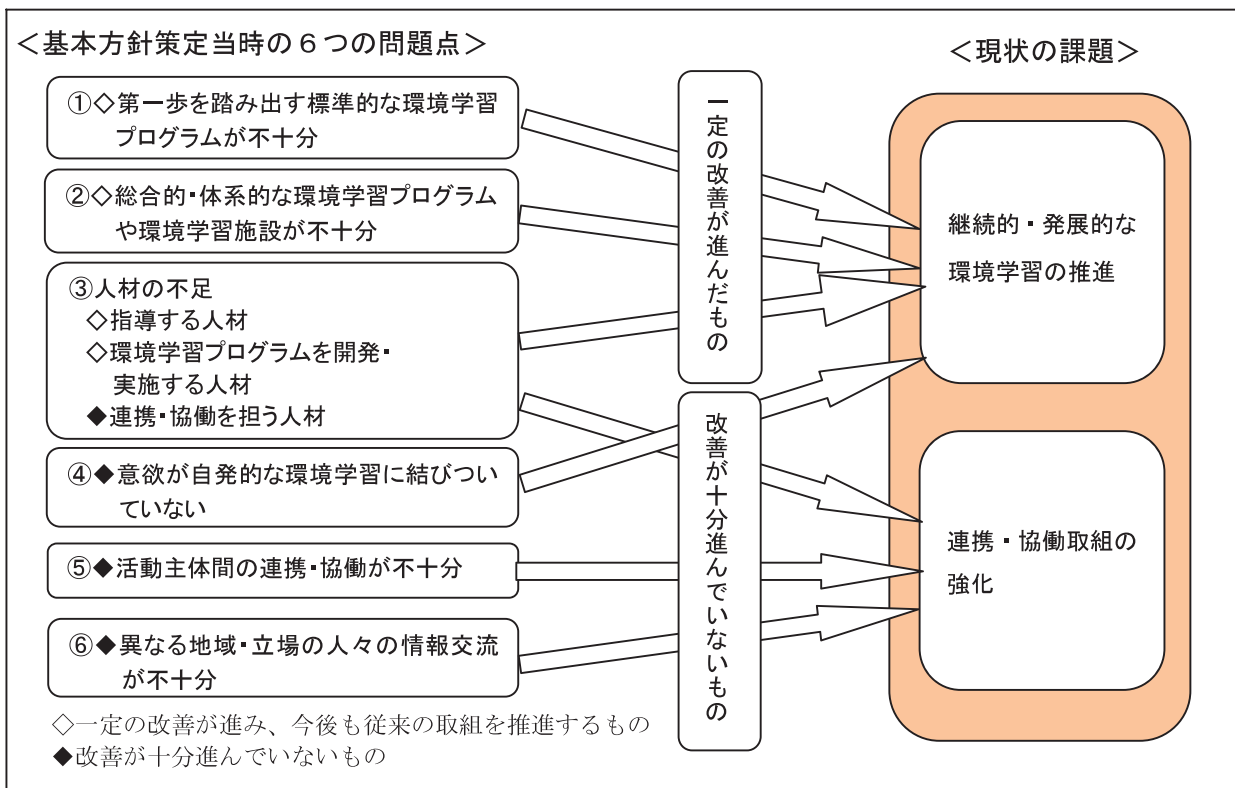 ＜基本方針策定当時の６つの問題点＞
①◇第一歩を踏み出す標準的な環境学習
プログラムが不十分
②◇総合的・体系的な環境学習プログラム
や環境学習施設が不十分
③人材の不足
◇指導する人材
◇環境学習プログラムを開発・
実施する人材
◆連携・協働を担う人材
④◆意欲が自発的な環境学習に結びつい
ていない
⑤◆活動主体間の連携・協働が不十分
⑥◆異なる地域・立場の人々の情報交流
が不十分
◇一定の改善が進み、今後も従来の取組を推進するもの
◆改善が十分進んでいないもの
一定の改善が進んだもの
改善が十分進んでいないもの
＜現状の課題＞
継続的・発展的な
環境学習の推進
連携・協働取組の
強化